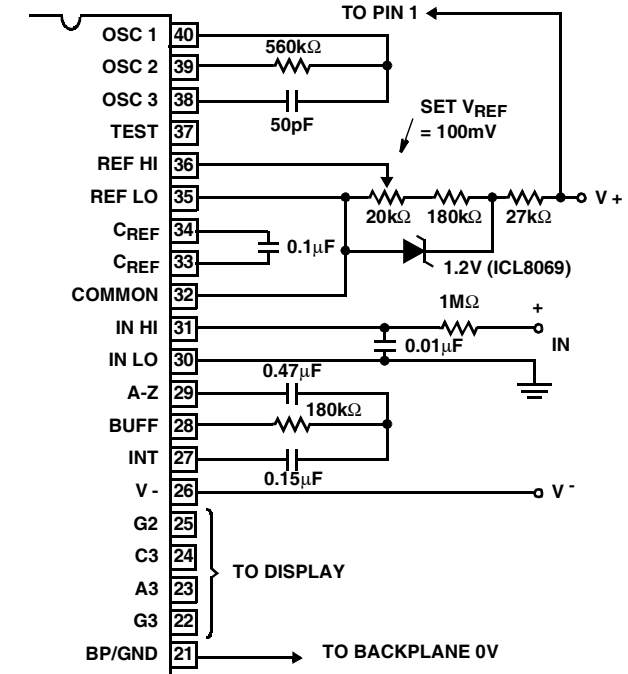 TO PIN 1
OSC 1 40
560kΩ
OSC 2 39
OSC 3 38
50pF
TEST 37
SET VREF
= 100mV
REF HI 36
REF LO 35
20kΩ 180kΩ 27kΩ V +
CREF 34
0.1μF
CREF 33
1.2V (ICL8069)
COMMON 32
1MΩ
+
IN HI 31
0.01μF
IN
IN LO 30
0.47μF
A-Z 29
180kΩ
BUFF 28
INT 27
0.15μF
V - 26 V -
G2 25
C3 24
TO DISPLAY
A3 23
G3 22
BP/GND 21 TO BACKPLANE 0V